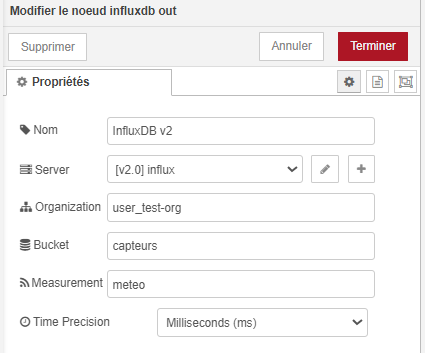 Modifier le noeud influxdb out
Supprimer
Annuler
Terminer
Propriétés
Nom
InfluxDB v2
Server
[v2.0] influx
Organization
user_test-org
Bucket
capteurs
Measurement
meteo
Time Precision
Milliseconds (ms)